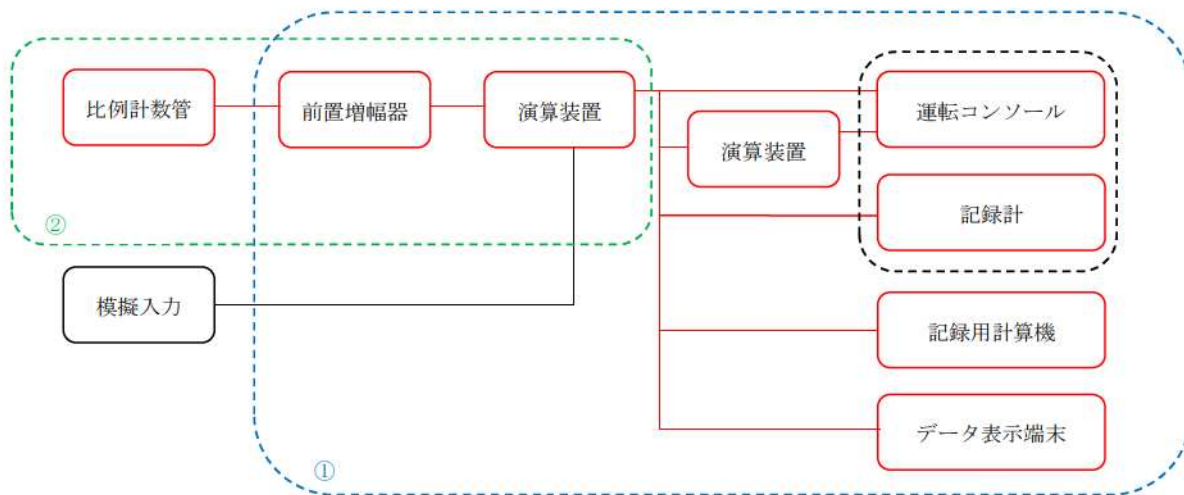 比例計数管
前置増幅器
演算装置
運転コンソール
演算装置
記録計
②
模擬入力
記録用計算機
データ表示端末
①